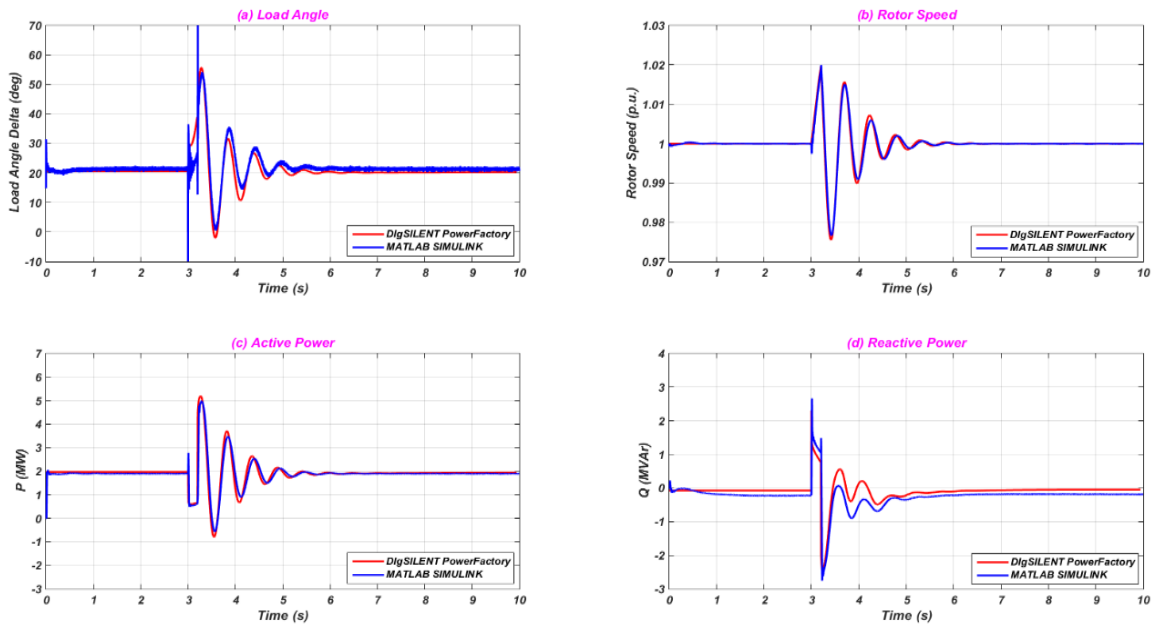 (a) Load Angle
70
60
50
40
30
20
10
0
-10
Load Angle Delta (deg)
0 1 2 3 4 5 6 7 8 9 10
Time (s)
DIgSILENT PowerFactory
MATLAB SIMULINK
(b) Rotor Speed
1.03
1.02
1.01
1
0.99
0.98
0.97
Rotor Speed (p.u.)
0 1 2 3 4 5 6 7 8 9 10
Time (s)
DIgSILENT PowerFactory
MATLAB SIMULINK
(c) Active Power
7
6
5
4
3
2
1
0
-1
-2
-3
P (MW)
0 1 2 3 4 5 6 7 8 9 10
Time (s)
DIgSILENT PowerFactory
MATLAB SIMULINK
(d) Reactive Power
4
3
2
1
0
-1
-2
-3
Q (MVAr)
0 1 2 3 4 5 6 7 8 9 10
Time (s)
DIgSILENT PowerFactory
MATLAB SIMULINK